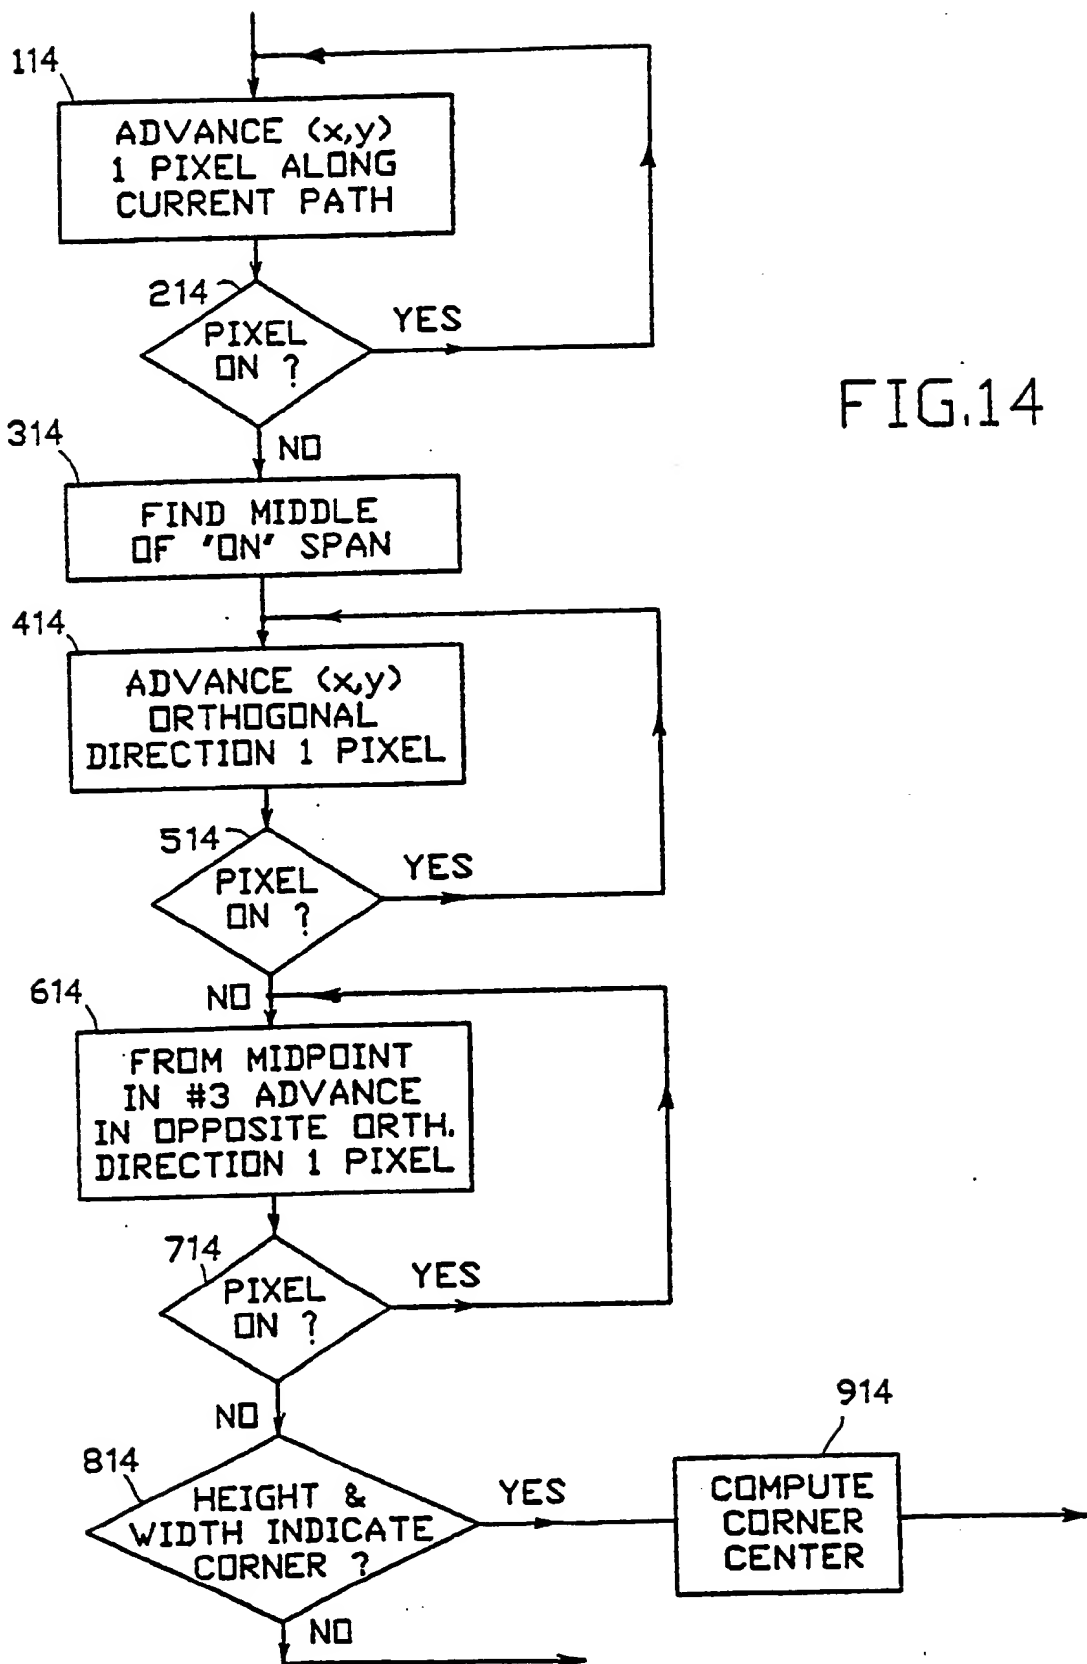 114
ADVANCE (x,y)
1 PIXEL ALONG
CURRENT PATH
214
PIXEL
ON ?
YES
FIG.14
314
NO
FIND MIDDLE
OF 'ON' SPAN
414
ADVANCE (x,y)
ORTHOGONAL
DIRECTION 1 PIXEL
514
PIXEL
ON ?
YES
614
NO
FROM MIDPOINT
IN #3 ADVANCE
IN OPPOSITE ORTH.
DIRECTION 1 PIXEL
714
PIXEL
ON ?
YES
NO
814
HEIGHT &
WIDTH INDICATE
CORNER ?
YES
914
COMPUTE
CORNER
CENTER
NO